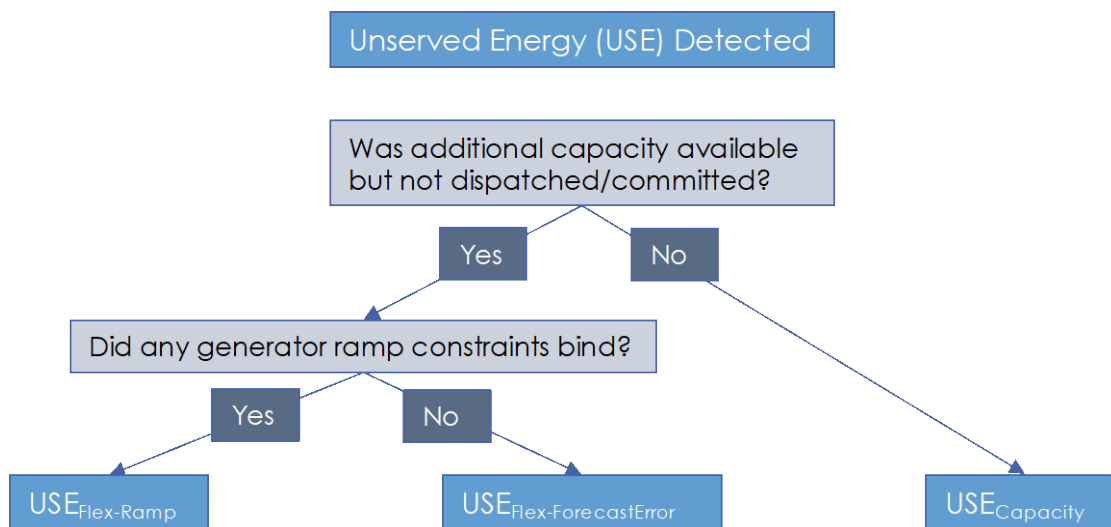 Unserved Energy (USE) Detected
Was additional capacity available
but not dispatched/committed?
Yes
No
Did any generator ramp constraints bind?
Yes
No
USEFlex-Ramp
USEFlex-ForecastError
USECapacity